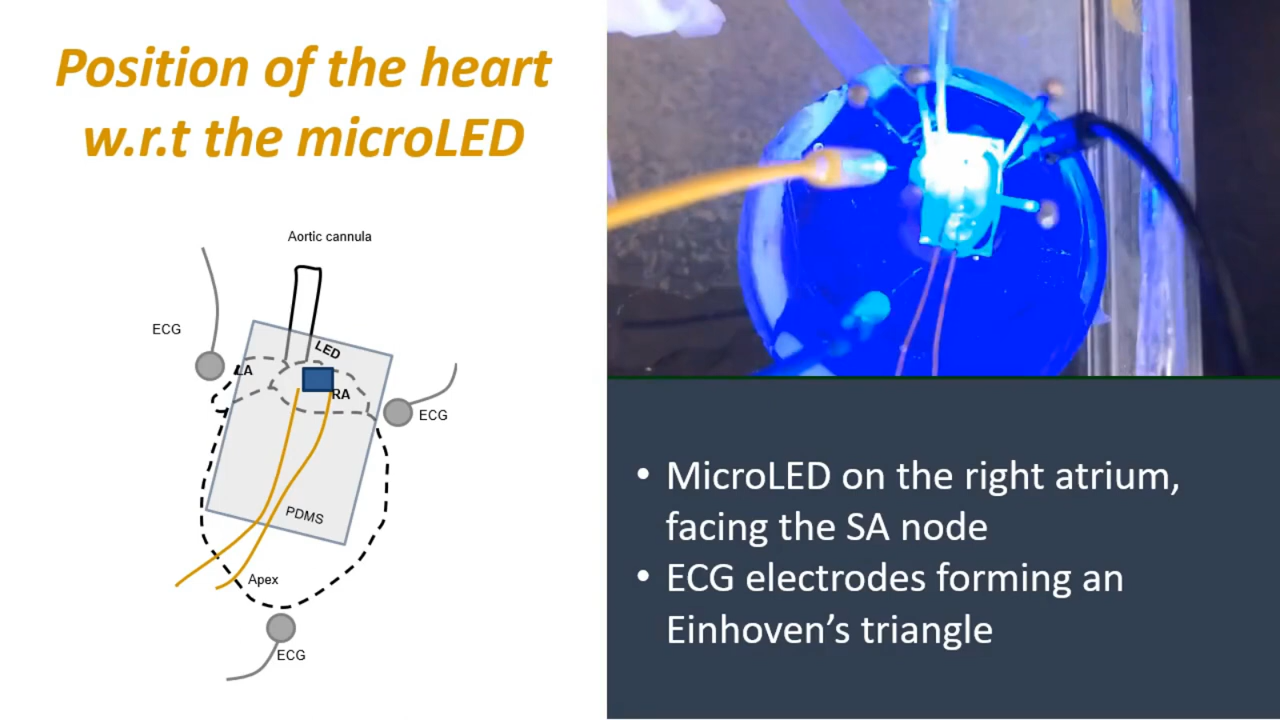 Position of the heart
w.r.t the microLED
Aortic cannula
ECG
LED
LA
RA
ECG
PDMS
Apex
ECG
• MicroLED on the right atrium,
facing the SA node
• ECG electrodes forming an
Einhoven’s triangle